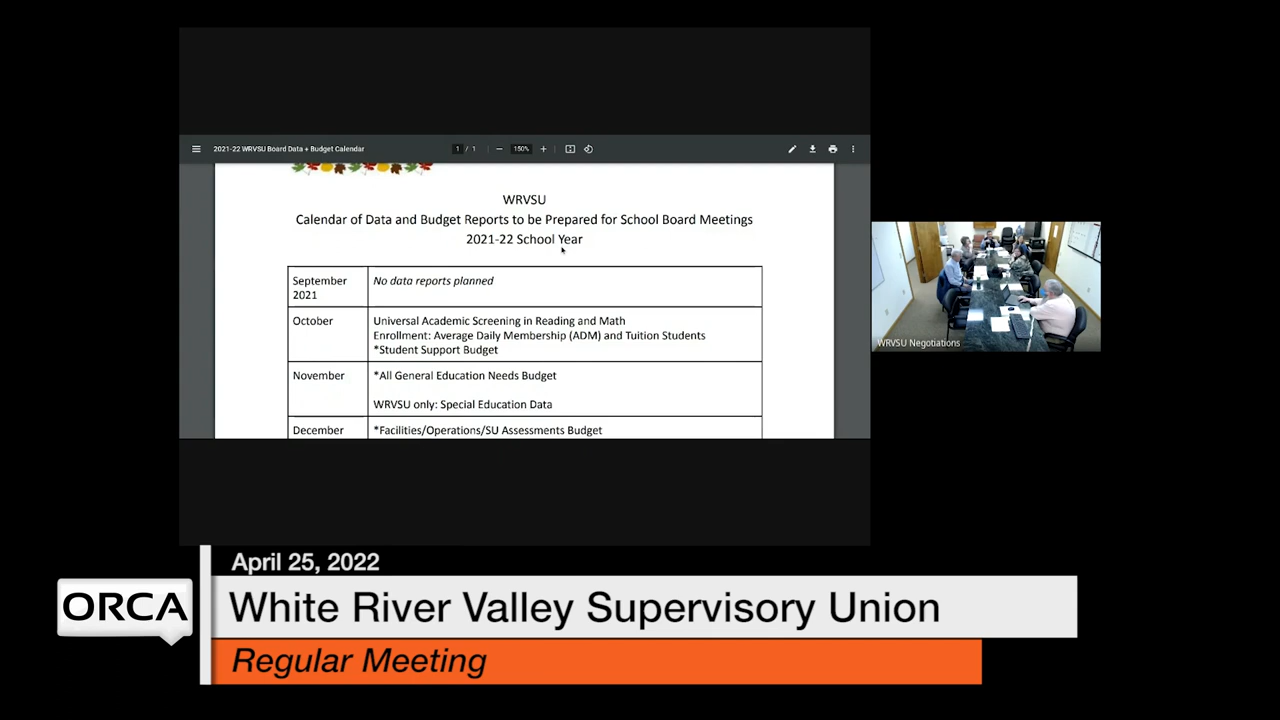 2021-22 WRVSU Board Data + Budget Calendar
1 / 1
150%
WRVSU
Calendar of Data and Budget Reports to be Prepared for School Board Meetings
2021-22 School Year
September 2021
No data reports planned
October
Universal Academic Screening in Reading and Math
Enrollment: Average Daily Membership (ADM) and Tuition Students
*Student Support Budget
November
*All General Education Needs Budget
WRVSU only: Special Education Data
December
*Facilities/Operations/SU Assessments Budget
WRVSU Negotiations
April 25, 2022
ORCA
White River Valley Supervisory Union
Regular Meeting